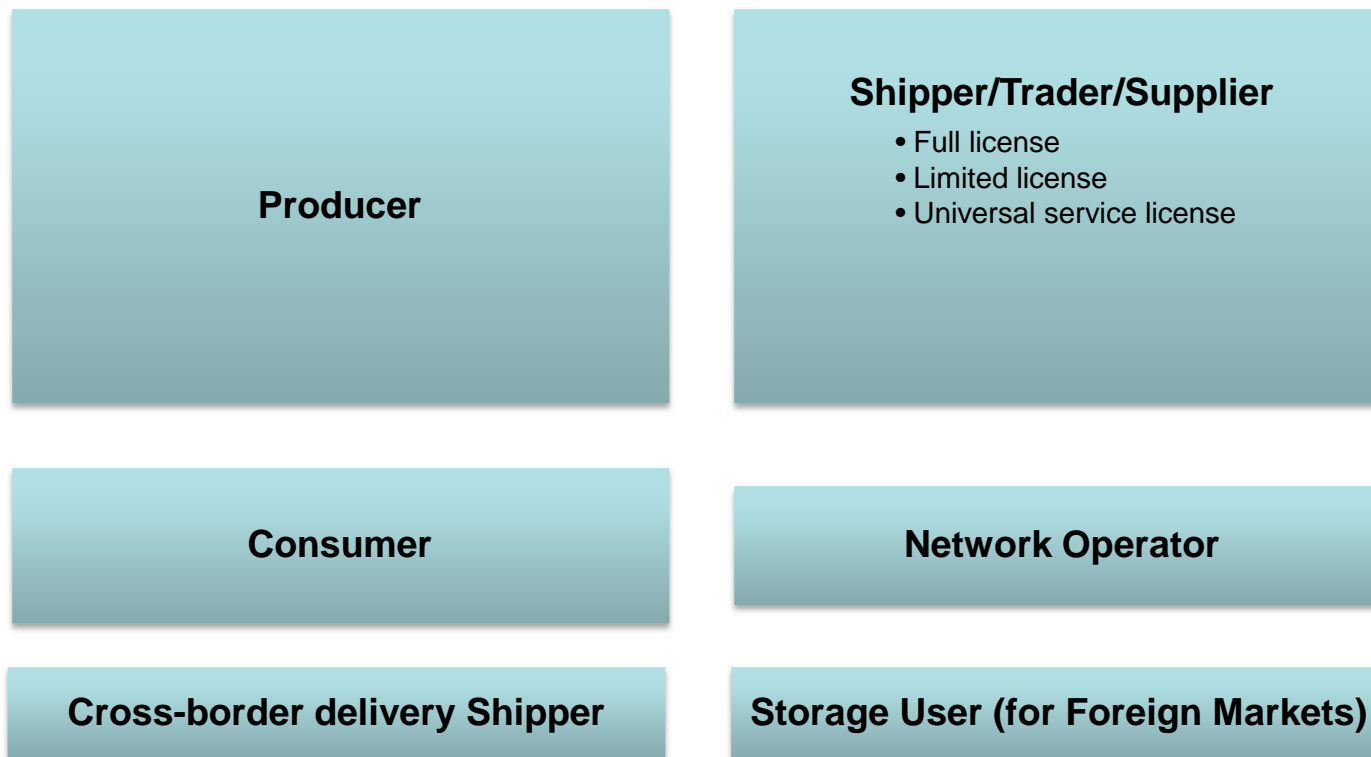 Producer
Shipper/Trader/Supplier
• Full license
• Limited license
• Universal service license
Consumer
Network Operator
Cross-border delivery Shipper
Storage User (for Foreign Markets)